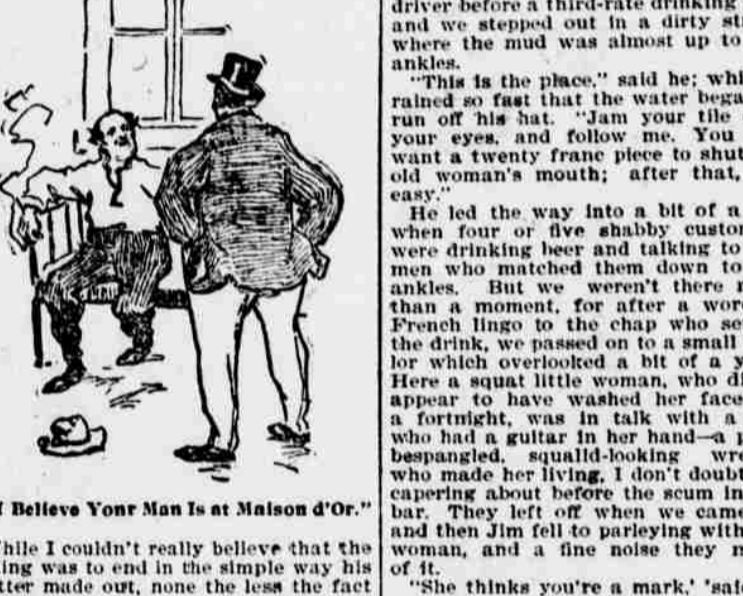 I Believe Yonr Man Is at Maison d'Or."
hile I couldn't really believe that the
ing was to end in the simple way his
tter made out, none the less the fact
driver before a third-rate drinking
and we stepped out in a dirty st
where the mud was almost up to
ankles.
"This is the place," said he; whi
rained so fast that the water bega
run off his hat. "Jam your tile
your eyes, and follow me. You
want a twenty franc piece to shut
old woman's mouth; after that,
easy."
He led the way into a bit of a
when four or five shabby custo
were drinking beer and talking to
men who matched them down to
ankles. But we weren't there
than a moment, for after a wor
French lingo to the chap who se
the drink, we passed on to a small
lor which overlooked a bit of a y
Here a squat little woman, who di
appear to have washed her face
a fortnight, was in talk with a
who had a guitar in her hand—a p
bespangled, squalid-looking wre
who made her living, I don't doubt
capering about before the scum in
bar. They left off when we came
and then Jim fell to parleying with
woman, and a fine noise they m
of it.
"She thinks you're a mark,' 'sai